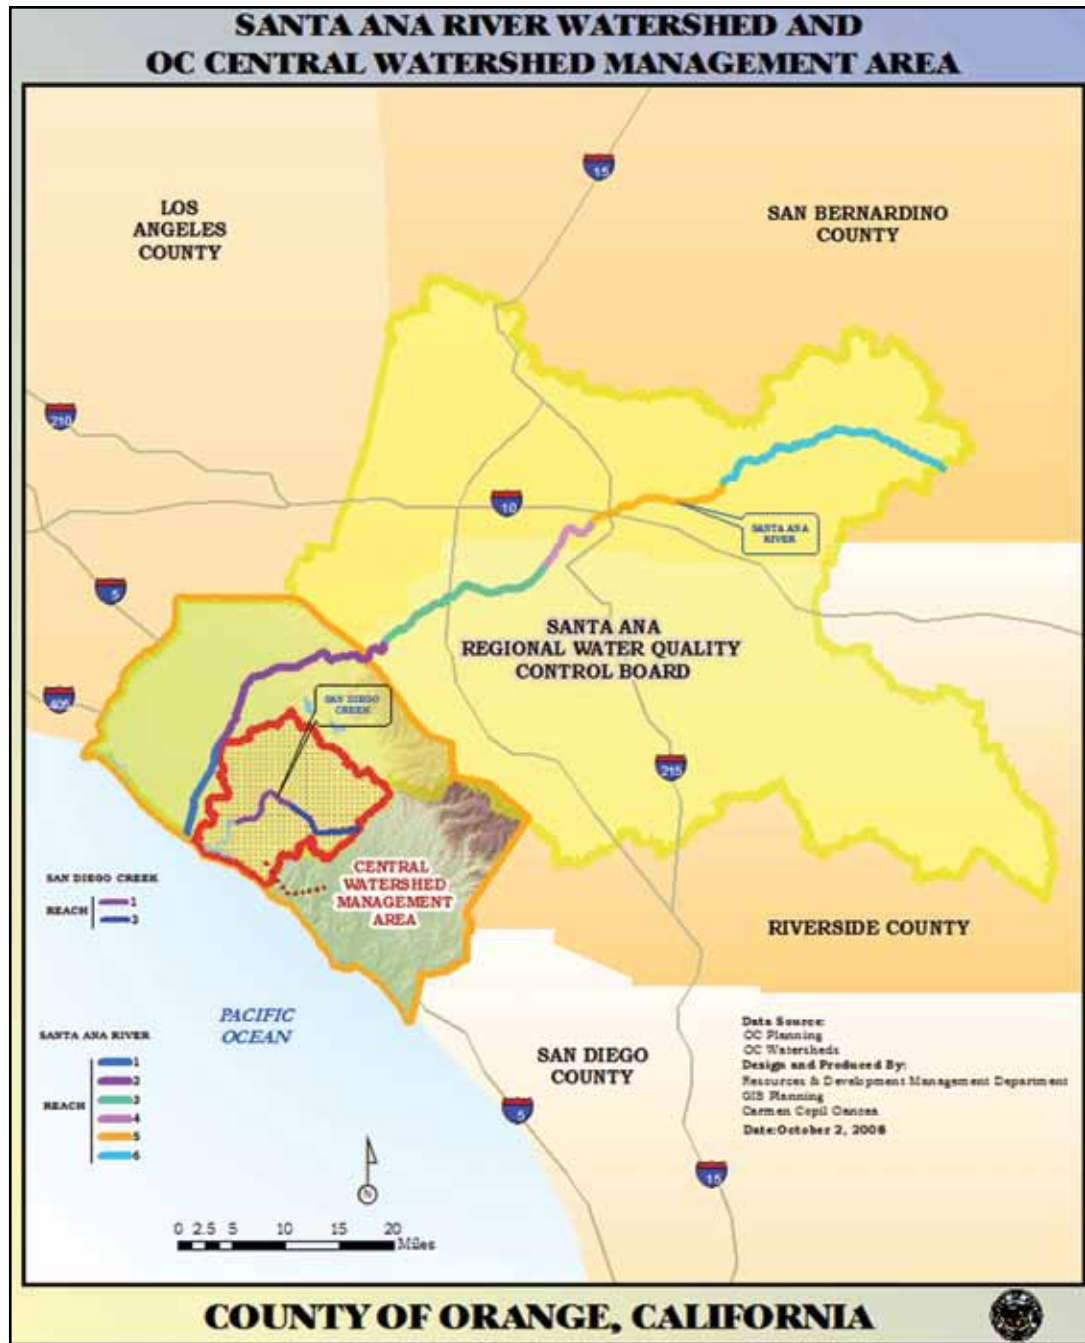 SANTA ANA RIVER WATERSHED AND
OC CENTRAL WATERSHED MANAGEMENT AREA
15
LOS
ANGELES
COUNTY
SAN BERNARDINO
COUNTY
210
10
SANTA ANA
RIVER
5
SANTA ANA
REGIONAL WATER QUALITY
CONTROL BOARD
405
SAN DIEGO
CREEK
215
CENTRAL
WATERSHED
MANAGEMENT
AREA
SAN DIEGO CREEK
REACH
1
2
RIVERSIDE COUNTY
PACIFIC
OCEAN
SANTA ANA RIVER
REACH
1
2
3
4
5
6
SAN DIEGO
COUNTY
Data Source:
OC Planning
OC Watersheds
Design and Produced By:
Resources & Development Management Department
GIS Planning
Carmen Copil Oancea
Date:October 2, 2008
5
15
N
0 2.5 5 10 15 20
Miles
COUNTY OF ORANGE, CALIFORNIA